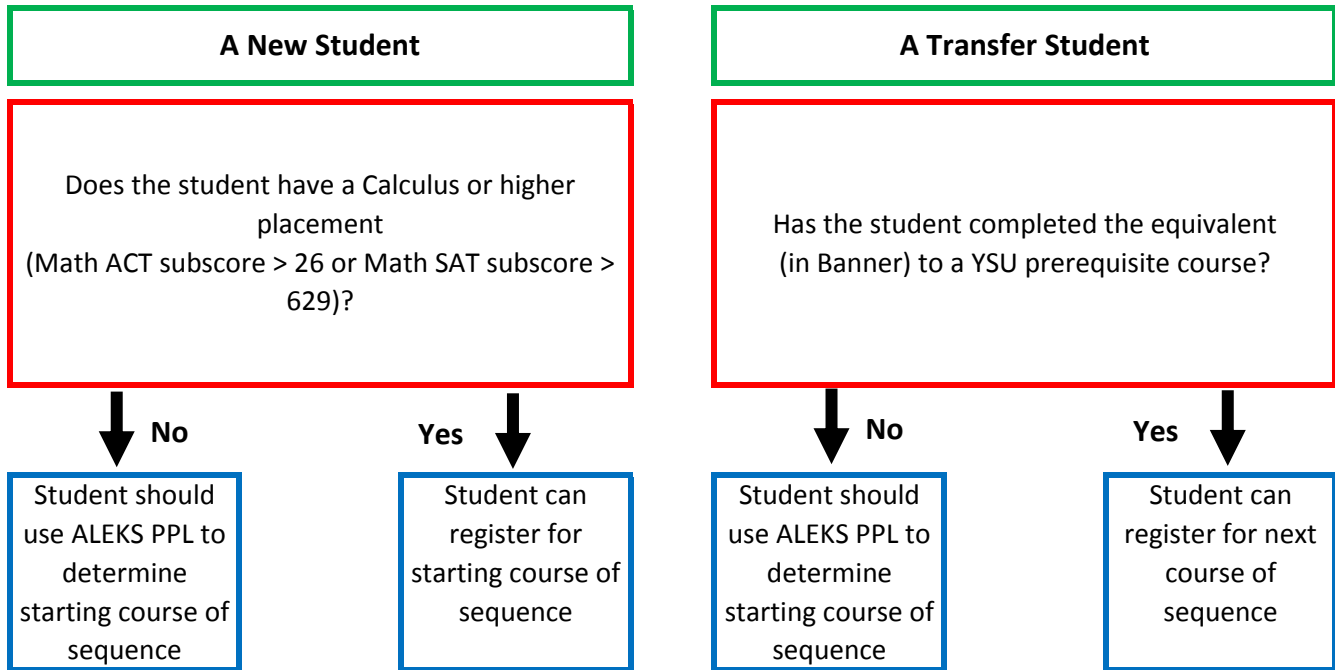 A New Student
Does the student have a Calculus or higher
placement
(Math ACT subscore > 26 or Math SAT subscore >
629)?
No
Yes
Student should
use ALEKS PPL to
determine
starting course of
sequence
Student can
register for
starting course of
sequence
A Transfer Student
Has the student completed the equivalent
(in Banner) to a YSU prerequisite course?
No
Yes
Student should
use ALEKS PPL to
determine
starting course of
sequence
Student can
register for next
course of
sequence